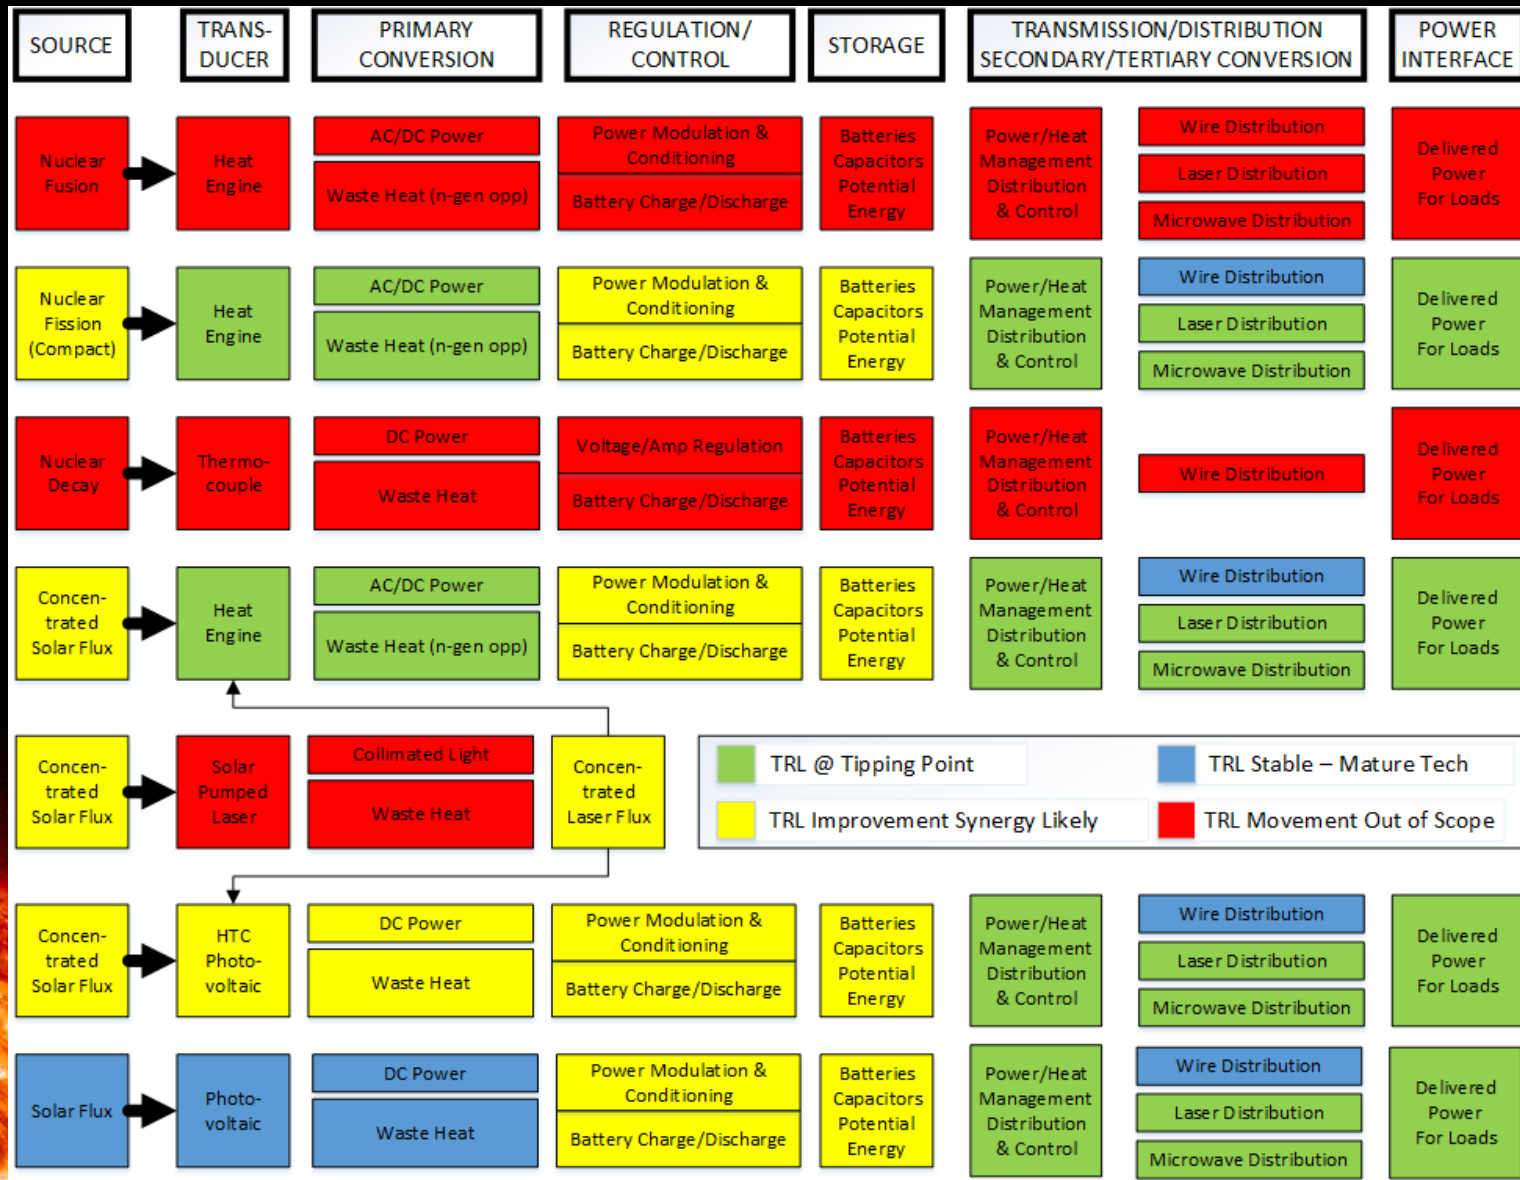 SOURCE
TRANS-
DUCER
PRIMARY
CONVERSION
REGULATION/
CONTROL
STORAGE
TRANSMISSION/DISTRIBUTION
SECONDARY/TERTIARY CONVERSION
POWER
INTERFACE
Nuclear
Fusion
Heat
Engine
AC/DC Power
Waste Heat (n-gen opp)
Power Modulation &
Conditioning
Battery Charge/Discharge
Batteries
Capacitors
Potential
Energy
Power/Heat
Management
Distribution
& Control
Wire Distribution
Laser Distribution
Microwave Distribution
Delivered
Power
For Loads
Nuclear
Fission
(Compact)
Heat
Engine
AC/DC Power
Waste Heat (n-gen opp)
Power Modulation &
Conditioning
Battery Charge/Discharge
Batteries
Capacitors
Potential
Energy
Power/Heat
Management
Distribution
& Control
Wire Distribution
Laser Distribution
Microwave Distribution
Delivered
Power
For Loads
Nuclear
Decay
Thermo-
couple
DC Power
Waste Heat
Voltage/Amp Regulation
Battery Charge/Discharge
Batteries
Capacitors
Potential
Energy
Power/Heat
Management
Distribution
& Control
Wire Distribution
Delivered
Power
For Loads
Concen-
trated
Solar Flux
Heat
Engine
AC/DC Power
Waste Heat (n-gen opp)
Power Modulation &
Conditioning
Battery Charge/Discharge
Batteries
Capacitors
Potential
Energy
Power/Heat
Management
Distribution
& Control
Wire Distribution
Laser Distribution
Microwave Distribution
Delivered
Power
For Loads
Concen-
trated
Solar Flux
Solar
Pumped
Laser
Collimated Light
Waste Heat
Concen-
trated
Laser Flux
TRL @ Tipping Point
TRL Stable – Mature Tech
TRL Improvement Synergy Likely
TRL Movement Out of Scope
Concen-
trated
Solar Flux
HTC
Photo-
voltaic
DC Power
Waste Heat
Power Modulation &
Conditioning
Battery Charge/Discharge
Batteries
Capacitors
Potential
Energy
Power/Heat
Management
Distribution
& Control
Wire Distribution
Laser Distribution
Microwave Distribution
Delivered
Power
For Loads
Solar Flux
Photo-
voltaic
DC Power
Waste Heat
Power Modulation &
Conditioning
Battery Charge/Discharge
Batteries
Capacitors
Potential
Energy
Power/Heat
Management
Distribution
& Control
Wire Distribution
Laser Distribution
Microwave Distribution
Delivered
Power
For Loads